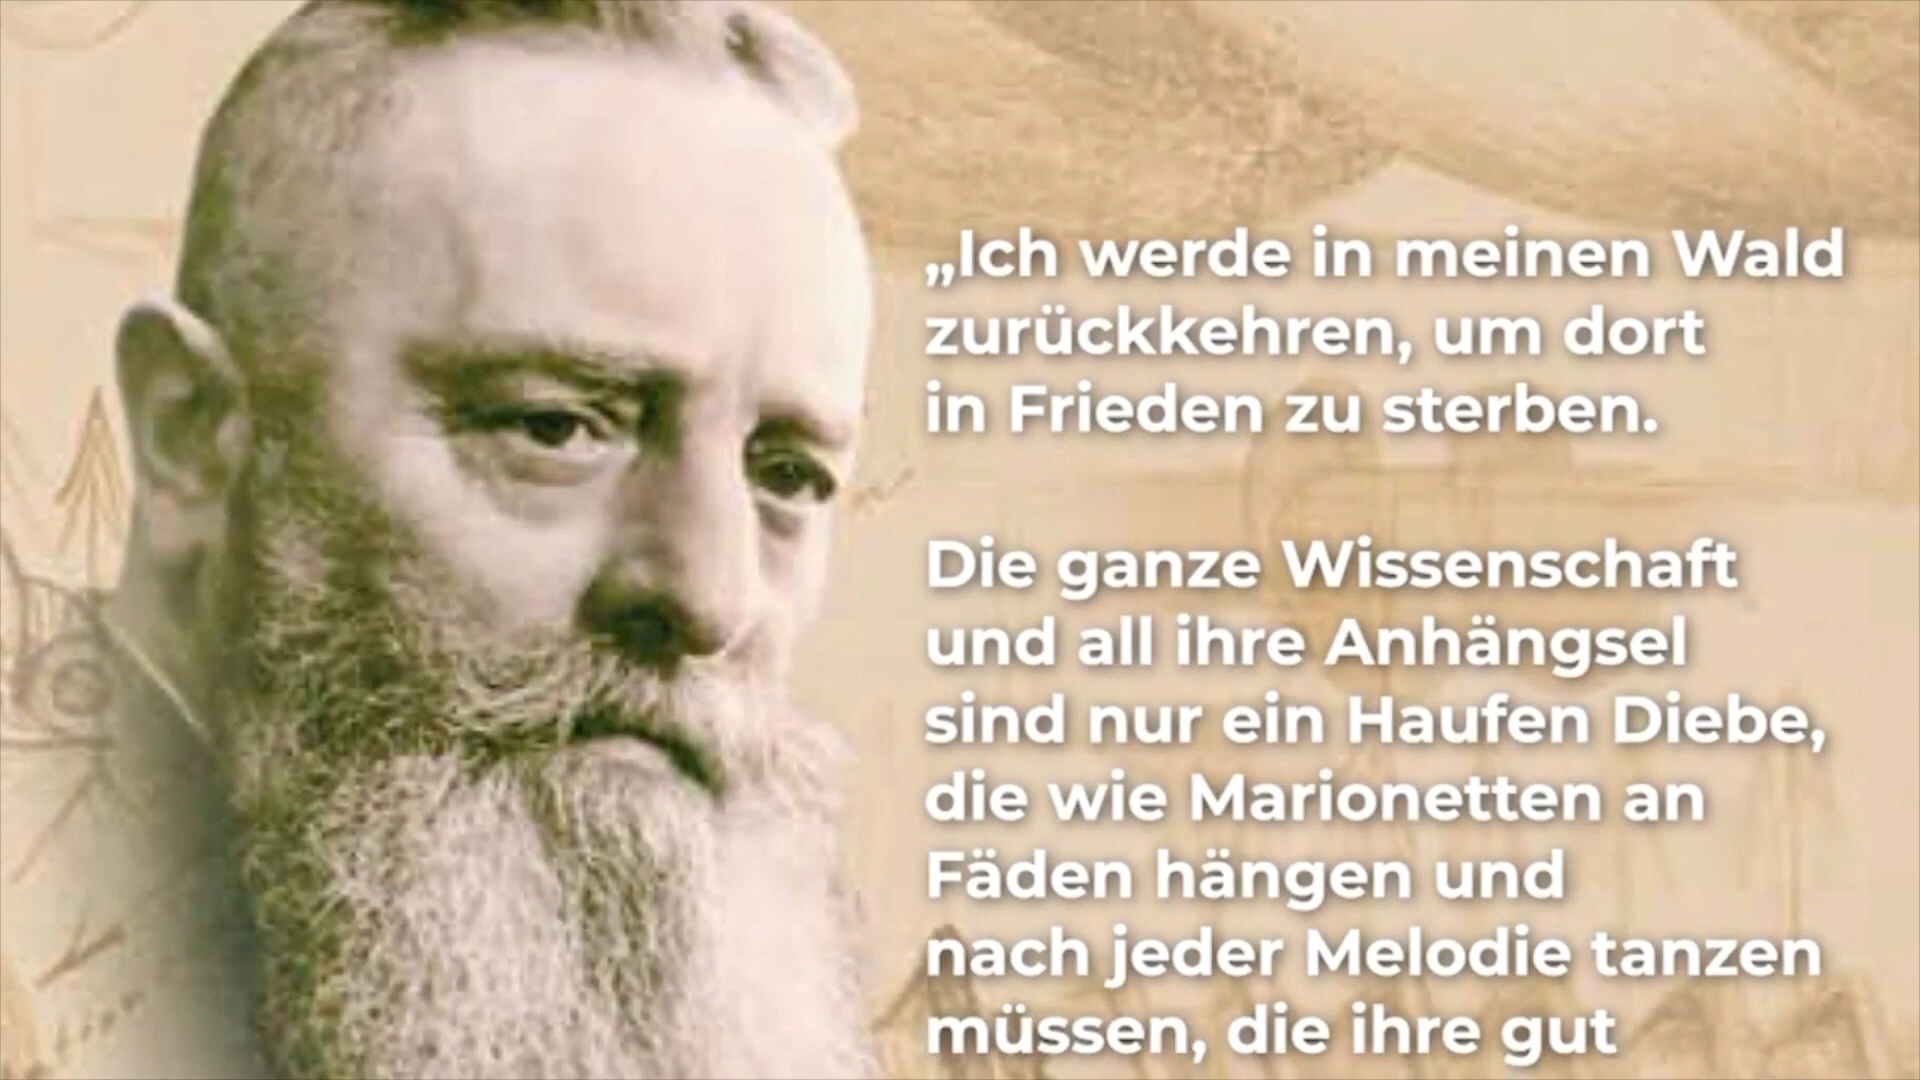 „Ich werde in meinen Wald
zurückkehren, um dort
in Frieden zu sterben.
Die ganze Wissenschaft
und all ihre Anhängsel
sind nur ein Haufen Diebe,
die wie Marionetten an
Fäden hängen und
nach jeder Melodie tanzen
müssen, die ihre gut